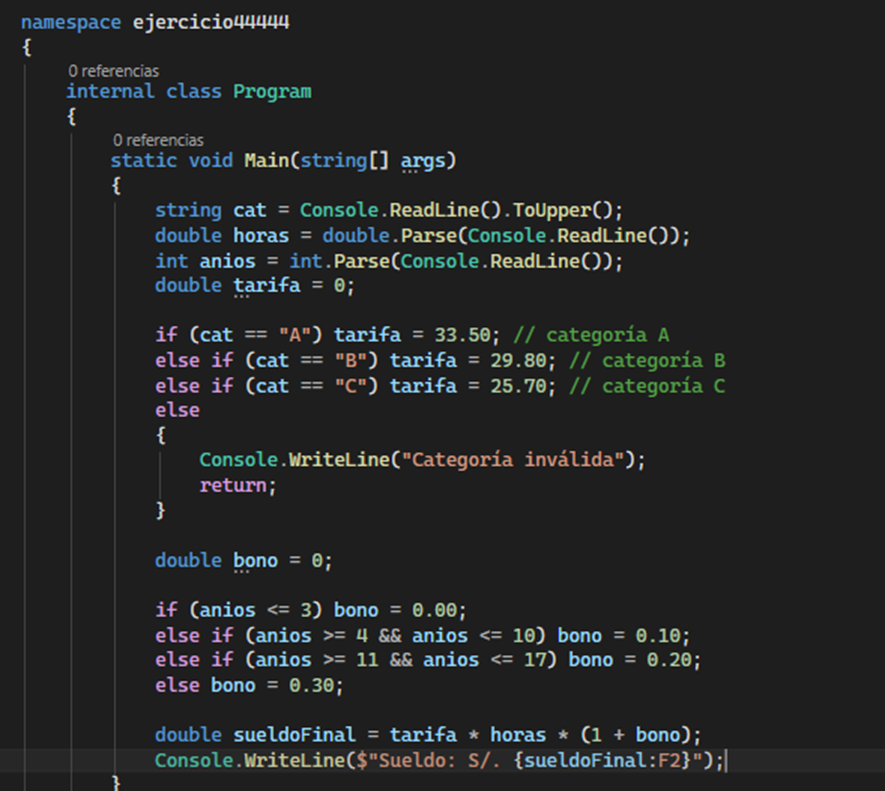 namespace ejercicio44444
{
0 referencias
internal class Program
{
0 referencias
static void Main(string[] args)
{
string cat = Console.ReadLine().ToUpper();
double horas = double.Parse(Console.ReadLine());
int anios = int.Parse(Console.ReadLine());
double tarifa = 0;
if (cat == "A") tarifa = 33.50; // categoría A
else if (cat == "B") tarifa = 29.80; // categoría B
else if (cat == "C") tarifa = 25.70; // categoría C
else
{
Console.WriteLine("Categoría inválida");
return;
}
double bono = 0;
if (anios <= 3) bono = 0.00;
else if (anios >= 4 && anios <= 10) bono = 0.10;
else if (anios >= 11 && anios <= 17) bono = 0.20;
else bono = 0.30;
double sueldoFinal = tarifa * horas * (1 + bono);
Console.WriteLine($"Sueldo: S/. {sueldoFinal:F2}");
}